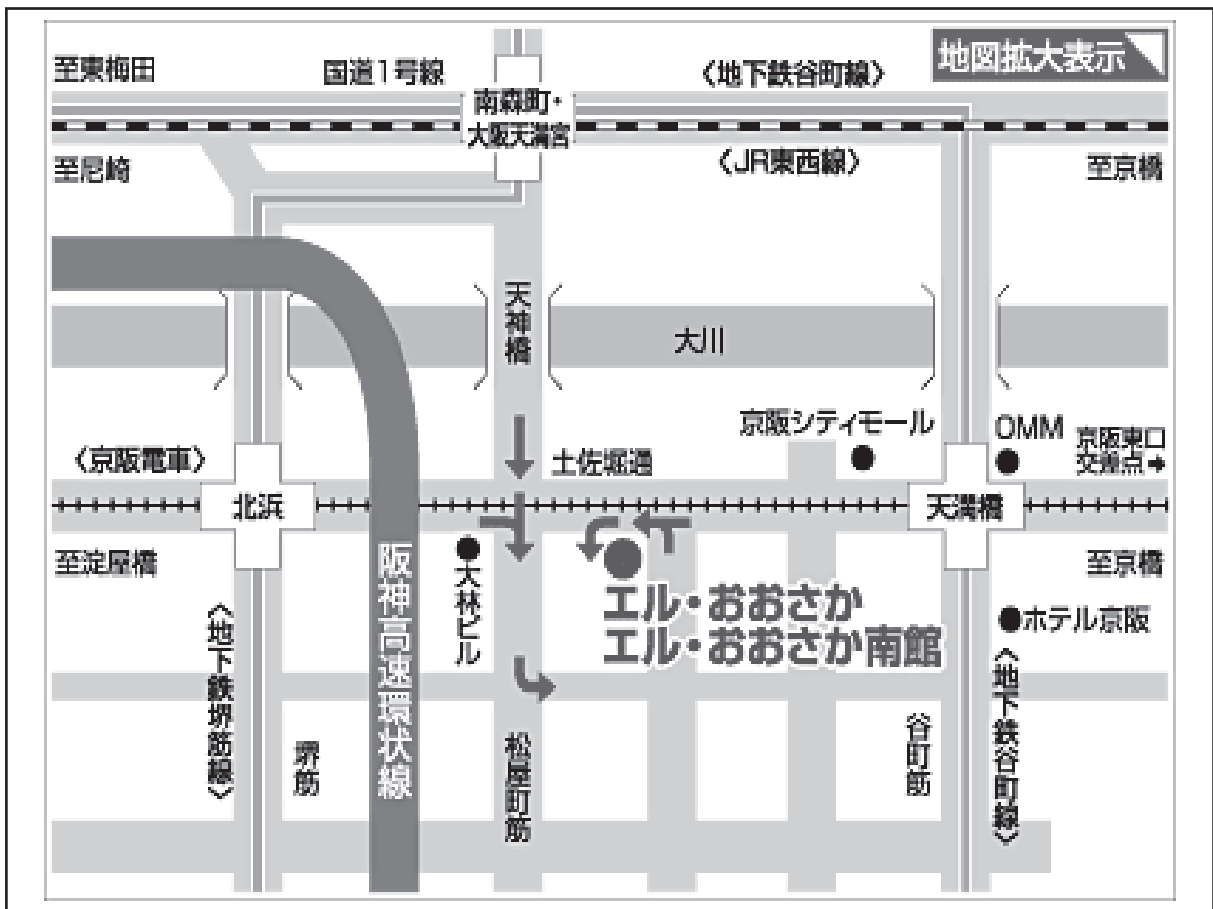 地図拡大表示
至東梅田
国道1号線
〈地下鉄谷町線〉
南森町・
大阪天満宮
至尼崎
〈JR東西線〉
至京橋
天神橋
大川
京阪シティモール
OMM
京阪東口
交差点➡
〈京阪電車〉
土佐堀通
北浜
天満橋
至淀屋橋
大林ビル
阪神高速環状線
エル・おおさか
エル・おおさか南館
至京橋
ホテル京阪
〈地下鉄堺筋線〉
堺筋
松屋町筋
谷町筋
〈地下鉄谷町線〉